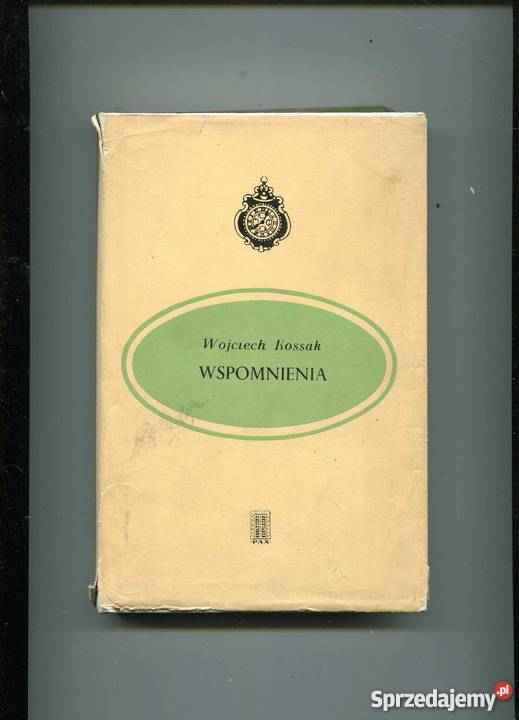 Wojciech Kossak
WSPOMNIENIA
PAX
Sprzedajemy.pl